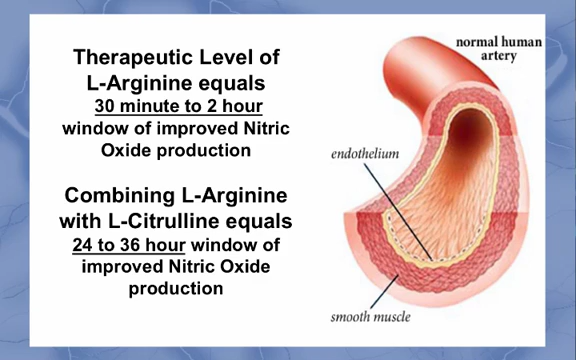 Therapeutic Level of
L-Arginine equals
30 minute to 2 hour
window of improved Nitric
Oxide production
Combining L-Arginine
with L-Citrulline equals
24 to 36 hour window of
improved Nitric Oxide
production
normal human
artery
endothelium
smooth muscle